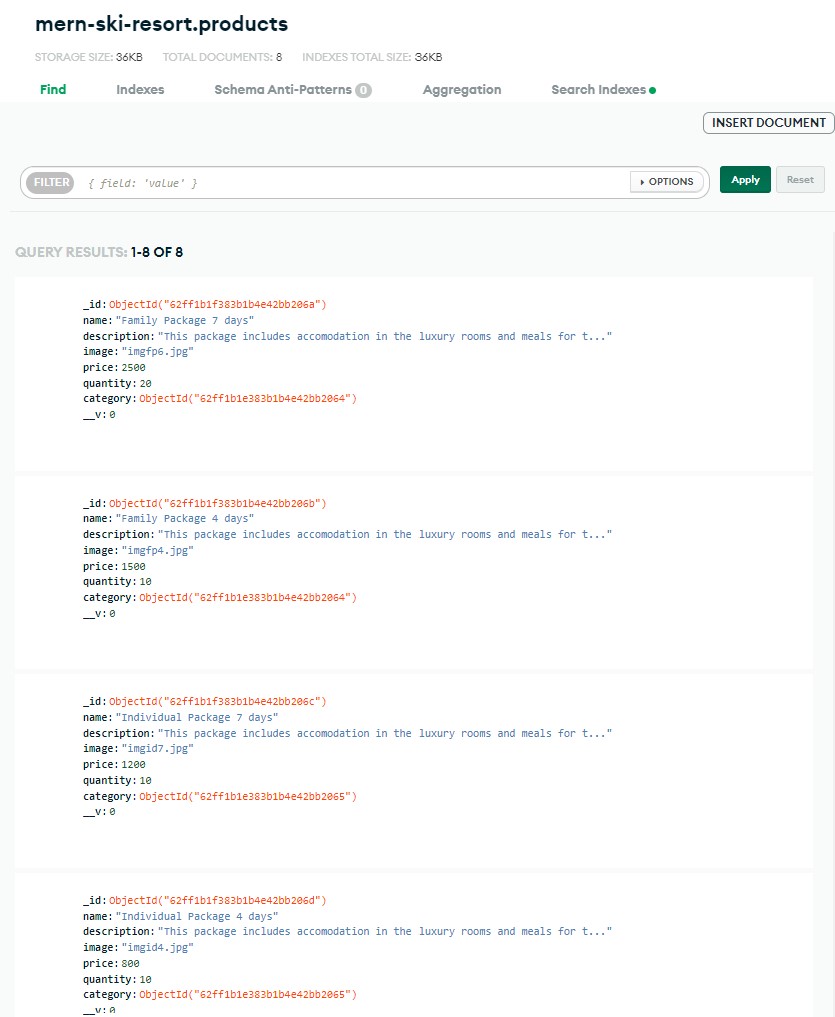 mern-ski-resort.products
STORAGE SIZE: 36KB TOTAL DOCUMENTS: 8 INDEXES TOTAL SIZE: 36KB
Find Indexes Schema Anti-Patterns 0 Aggregation Search Indexes
INSERT DOCUMENT
FILTER { field: 'value' } OPTIONS Apply Reset
QUERY RESULTS: 1-8 OF 8
_id: ObjectId("62ff1b1f383b1b4e42bb206a")
name: "Family Package 7 days"
description: "This package includes accomodation in the luxury rooms and meals for t..."
image: "imgfp6.jpg"
price: 2500
quantity: 20
category: ObjectId("62ff1b1e383b1b4e42bb2064")
__v: 0
_id: ObjectId("62ff1b1f383b1b4e42bb206b")
name: "Family Package 4 days"
description: "This package includes accomodation in the luxury rooms and meals for t..."
image: "imgfp4.jpg"
price: 1500
quantity: 10
category: ObjectId("62ff1b1e383b1b4e42bb2064")
__v: 0
_id: ObjectId("62ff1b1f383b1b4e42bb206c")
name: "Individual Package 7 days"
description: "This package includes accomodation in the luxury rooms and meals for t..."
image: "imgid7.jpg"
price: 1200
quantity: 10
category: ObjectId("62ff1b1e383b1b4e42bb2065")
__v: 0
_id: ObjectId("62ff1b1f383b1b4e42bb206d")
name: "Individual Package 4 days"
description: "This package includes accomodation in the luxury rooms and meals for t..."
image: "imgid4.jpg"
price: 800
quantity: 10
category: ObjectId("62ff1b1e383b1b4e42bb2065")
__v: 0